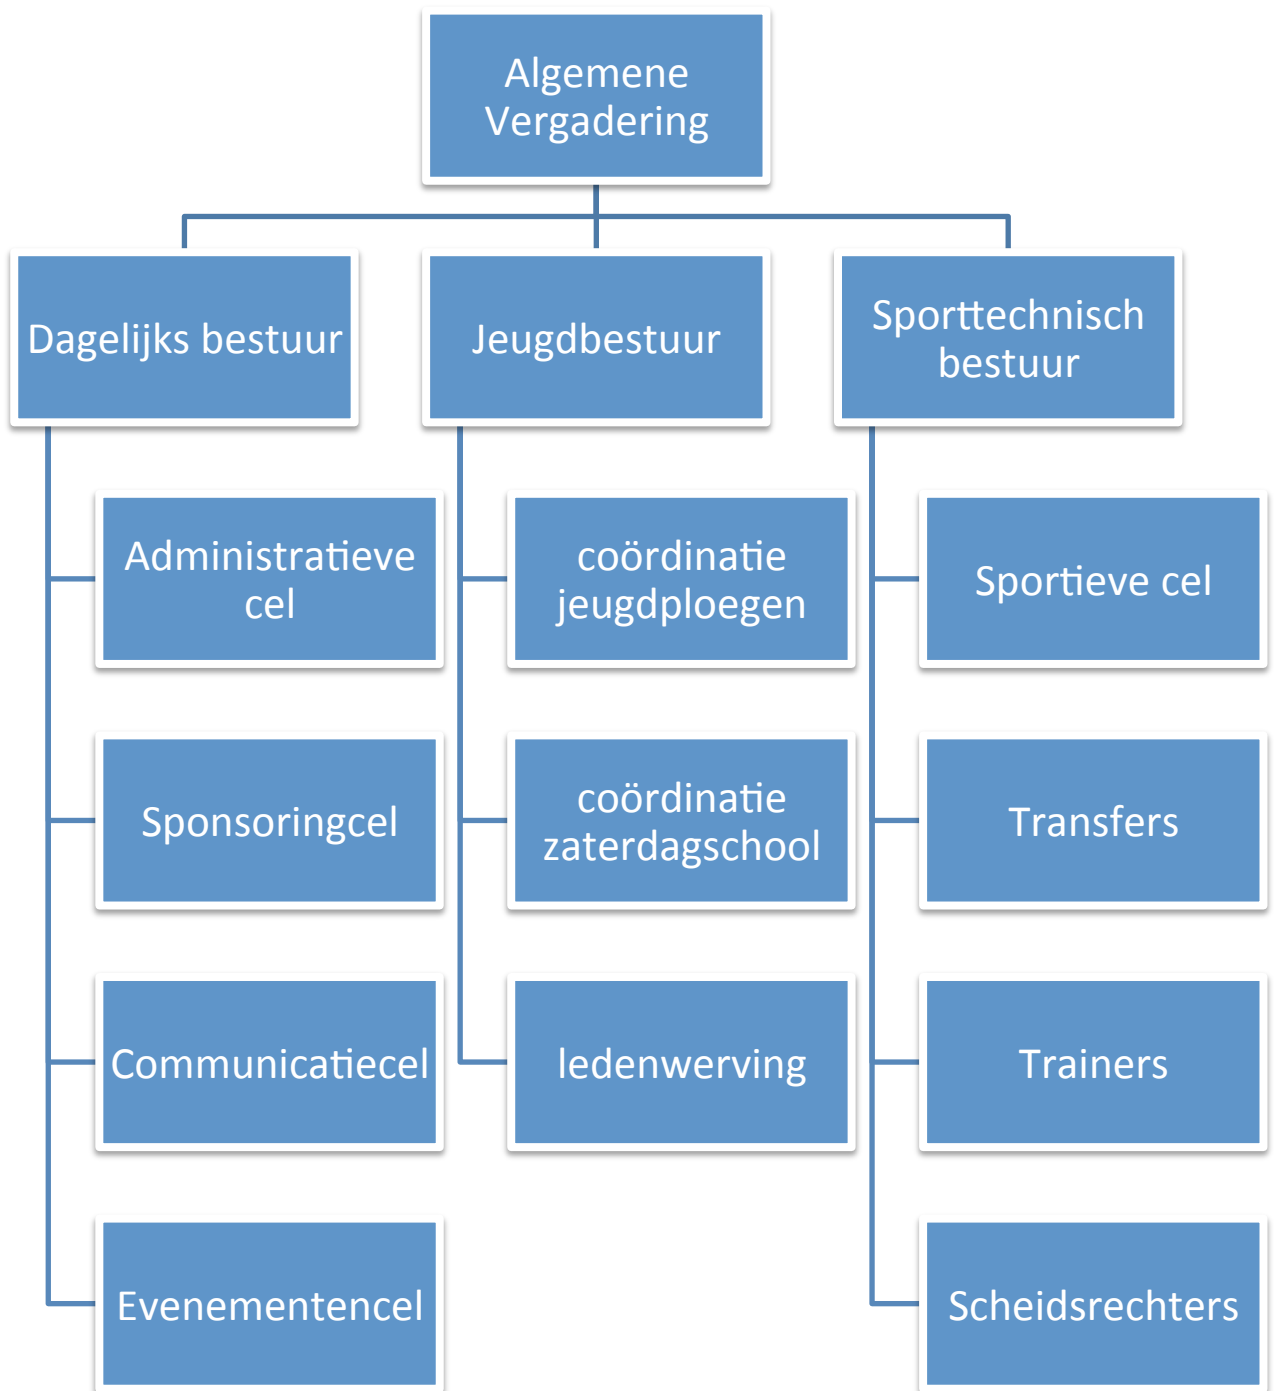 Algemene
Vergadering
Dagelijks bestuur
Jeugdbestuur
Sporttechnisch
bestuur
Administratieve
cel
coördinatie
jeugdploegen
Sportieve cel
Sponsoringcel
coördinatie
zaterdagschool
Transfers
Communicatiecel
ledenwerving
Trainers
Evenementencel
Scheidsrechters